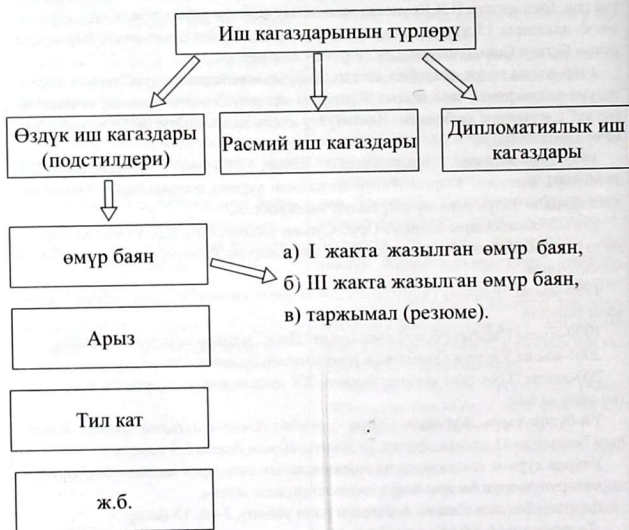 Иш кагаздарынын түрлөрү
Өздүк иш кагаздары
(подстилдери)
Расмий иш кагаздары
Дипломатиялык иш
кагаздары
өмүр баян
а) I жакта жазылган өмүр баян,
б) III жакта жазылган өмүр баян,
в) таржымал (резюме).
Арыз
Тил кат
ж.б.